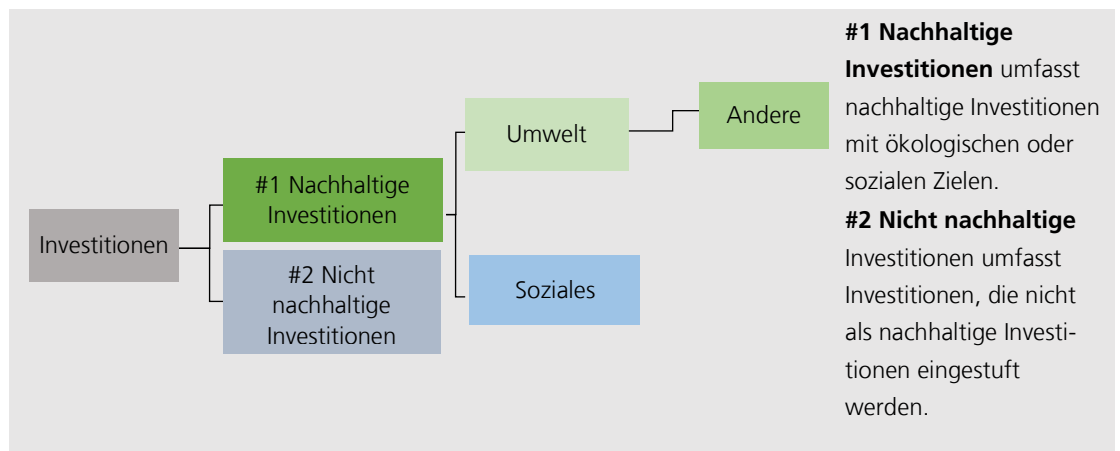 Investitionen
#1 Nachhaltige
Investitionen
#2 Nicht
nachhaltige
Investitionen
Umwelt
Soziales
Andere
#1 Nachhaltige
Investitionen umfasst
nachhaltige Investitionen
mit ökologischen oder
sozialen Zielen.
#2 Nicht nachhaltige
Investitionen umfasst
Investitionen, die nicht
als nachhaltige Investi-
tionen eingestuft
werden.